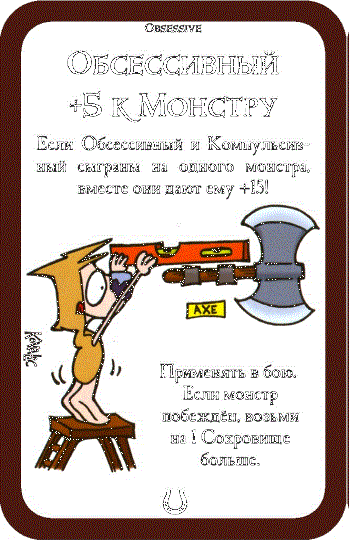 Obsessive
Обсессивный
+5 к Монстру
Если Обсессивный и Компульсив-
ный сыграны на одного монстра,
вместе они дают ему +15!
AXE
Применять в бою.
Если монстр
побеждён, возьми
на 1 Сокровище
больше.